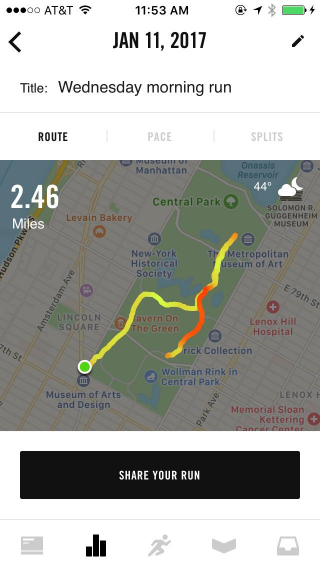 AT&T 11:53 AM
JAN 11, 2017
Title: Wednesday morning run
ROUTE PACE SPLITS
Museum of
Manhattan
Onassis
Reservoir
2.46
Miles
44°
Central Park
SOLOMON R.
GUGGENHEIM
MUSEUM
Levain Bakery
Hudson Pkwy
New-York
Historical
Society
The Metropolitan
Museum of Art
Amsterdam Ave
E 79th St
LINCOLN
SQUARE
Tavern On
The Green
Lenox Hill
Hospital
7th St
Frick Collection
Wollman Rink in
Central Park
Museum of Arts
and Design
Park Ave
LENOX H
Memorial Sloan
Kettering
Cancer Center
SHARE YOUR RUN